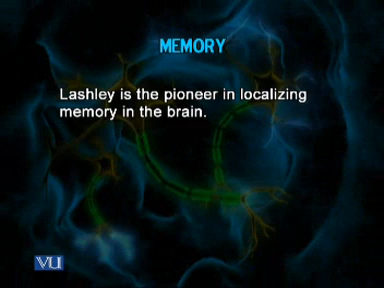 MEMORY
Lashley is the pioneer in localizing
memory in the brain.
VU